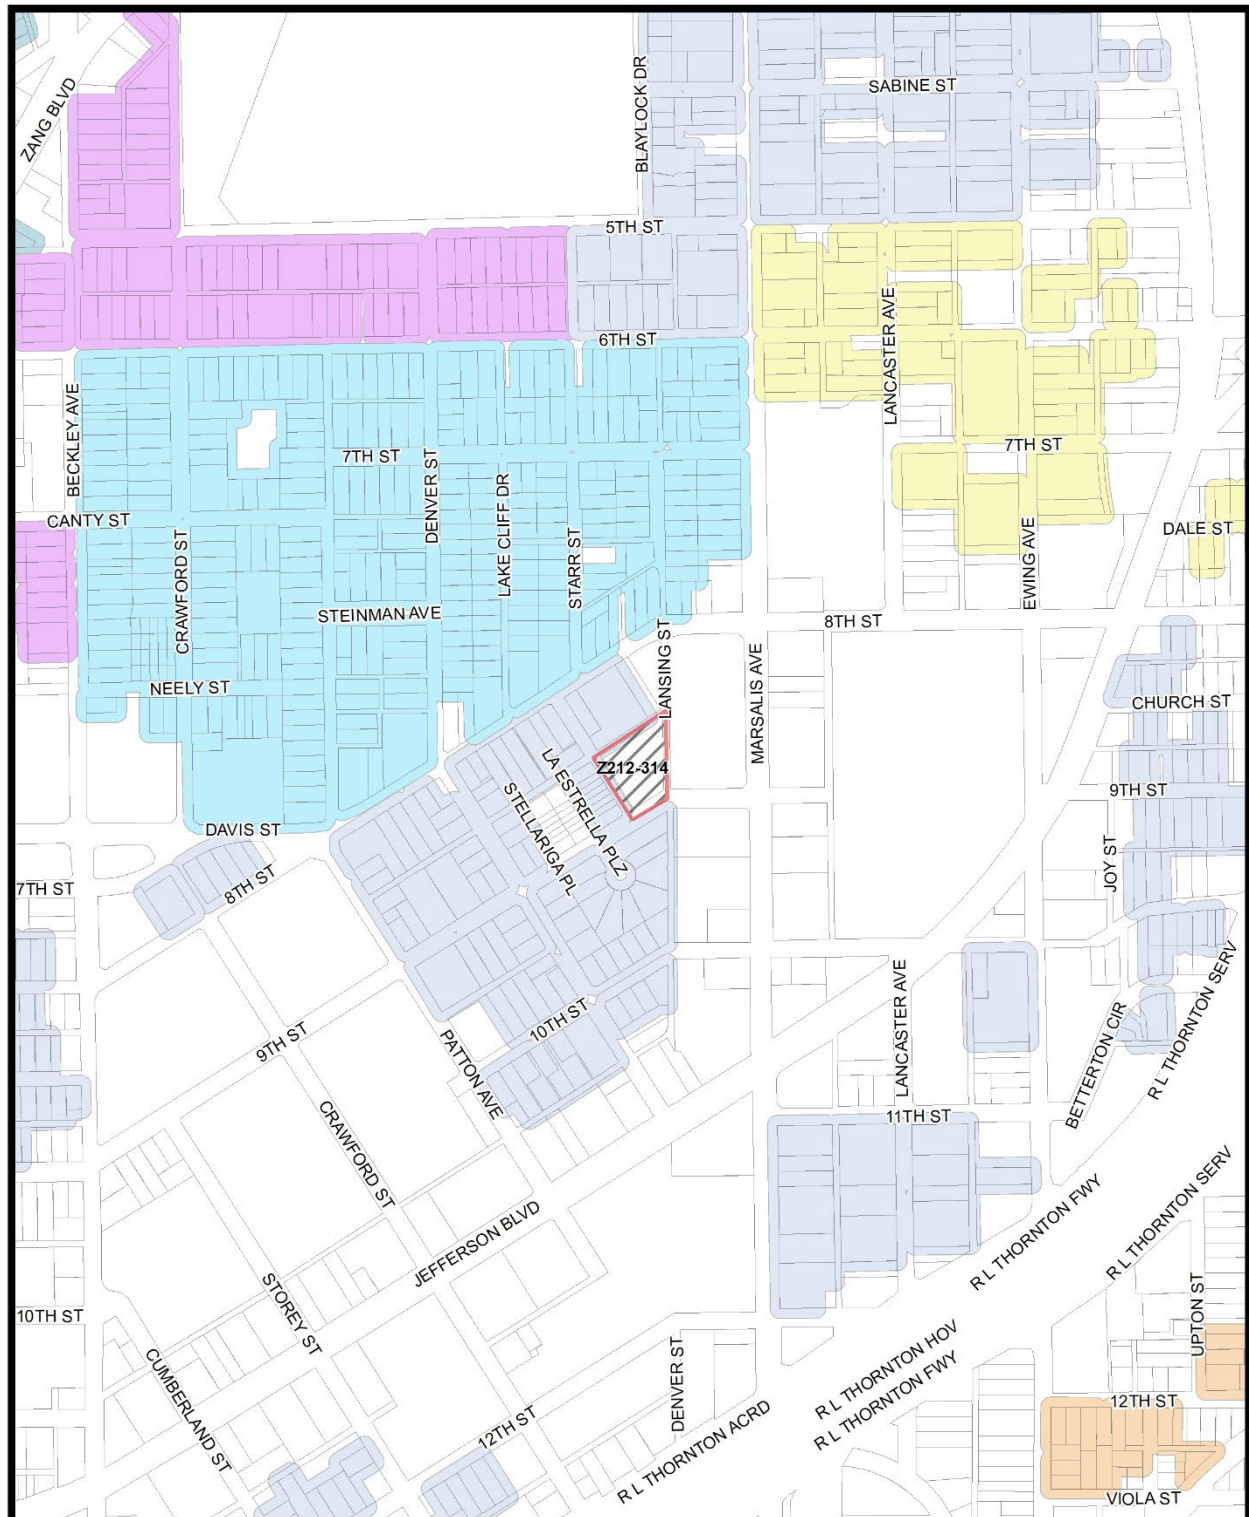 ZANG BLVD
BLAYLOCK DR
SABINE ST
5TH ST
6TH ST
LANCASTER AVE
BECKLEY AVE
7TH ST
DENVER ST
7TH ST
LAKE CLIFF DR
CANTY ST
DALE ST
CRAWFORD ST
STARR ST
EWING AVE
STEINMAN AVE
8TH ST
LANSING ST
NEELY ST
MARSALIS AVE
CHURCH ST
Z212-314
LA ESTRELLA PLZ
STELLARIGA PL
9TH ST
DAVIS ST
JOY ST
7TH ST
8TH ST
LANCASTER AVE
R L THORNTON SERV
10TH ST
9TH ST
PATTON AVE
BETTERTON CIR
11TH ST
CRAWFORD ST
R L THORNTON FWY
R L THORNTON SERV
JEFFERSON BLVD
10TH ST
STOREY ST
UPTON ST
R L THORNTON HOV
R L THORNTON FWY
CUMBERLAND ST
DENVER ST
12TH ST
12TH ST
R L THORNTON ACRD
VIOLA ST